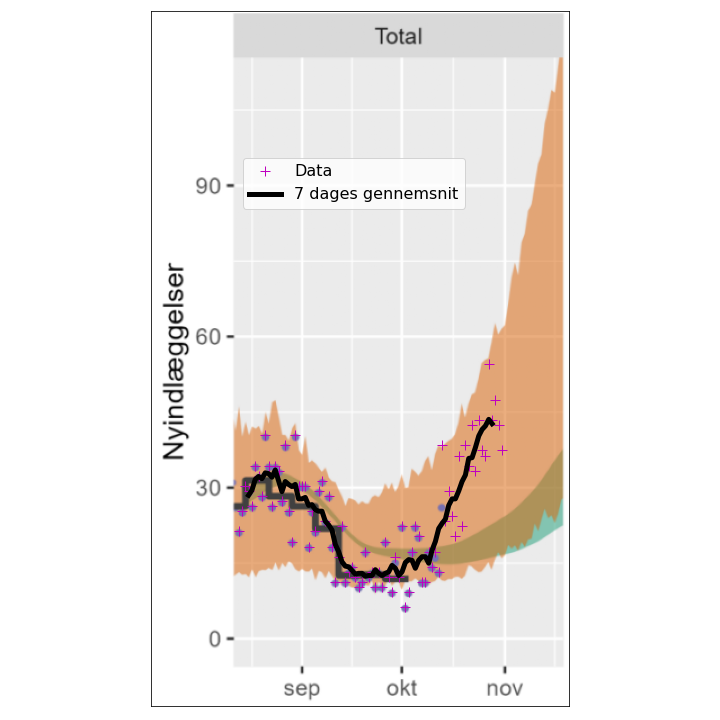 Total
Nyindlæggelser
90
60
30
0
Data
7 dages gennemsnit
sep okt nov